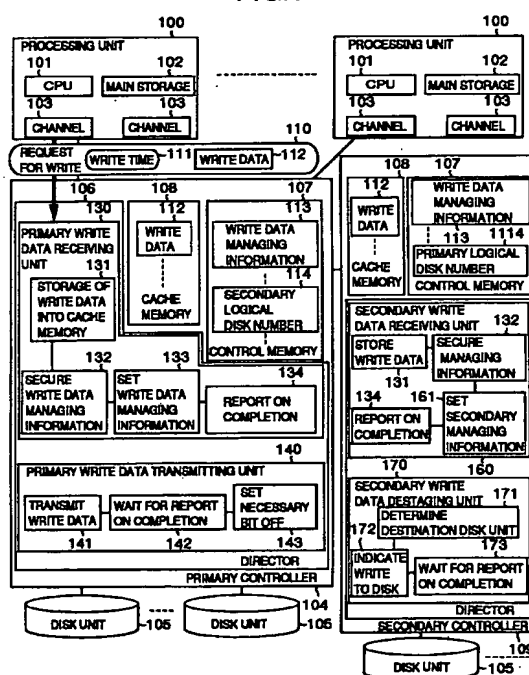 100
PROCESSING UNIT
101
102
CPU
MAIN STORAGE
103
103
CHANNEL
CHANNEL
100
PROCESSING UNIT
101
102
CPU
MAIN STORAGE
103
103
CHANNEL
CHANNEL
110
REQUEST FOR WRITE
WRITE TIME
111
WRITE DATA
112
106
130
PRIMARY WRITE
DATA RECEIVING
UNIT
131
STORAGE OF
WRITE DATA
INTO CACHE
MEMORY
132
SECURE
WRITE DATA
MANAGING
INFORMATION
133
SET
WRITE DATA
MANAGING
INFORMATION
134
REPORT ON
COMPLETION
108
112
WRITE
DATA
CACHE
MEMORY
107
113
WRITE DATA
MANAGING
INFORMATION
114
SECONDARY
LOGICAL
DISK NUMBER
CONTROL MEMORY
140
PRIMARY WRITE DATA TRANSMITTING UNIT
TRANSMIT
WRITE DATA
141
WAIT FOR REPORT
ON COMPLETION
142
SET
NECESSARY
BIT OFF
143
DIRECTOR
PRIMARY CONTROLLER
104
DISK UNIT
105
DISK UNIT
105
108
107
112
WRITE
DATA
CACHE
MEMORY
WRITE DATA
MANAGING
INFORMATION
113
1114
PRIMARY LOGICAL
DISK NUMBER
CONTROL MEMORY
SECONDARY WRITE
DATA RECEIVING UNIT
132
STORE
WRITE DATA
131
SECURE
MANAGING
INFORMATION
134
161
REPORT ON
COMPLETION
SET
SECONDARY
MANAGING
INFORMATION
170
160
SECONDARY WRITE
DATA DESTAGING UNIT
171
DETERMINE
DESTINATION DISK UNIT
172
173
INDICATE
WRITE
TO DISK
WAIT FOR REPORT
ON COMPLETION
DIRECTOR
SECONDARY CONTROLLER
109
DISK UNIT
105